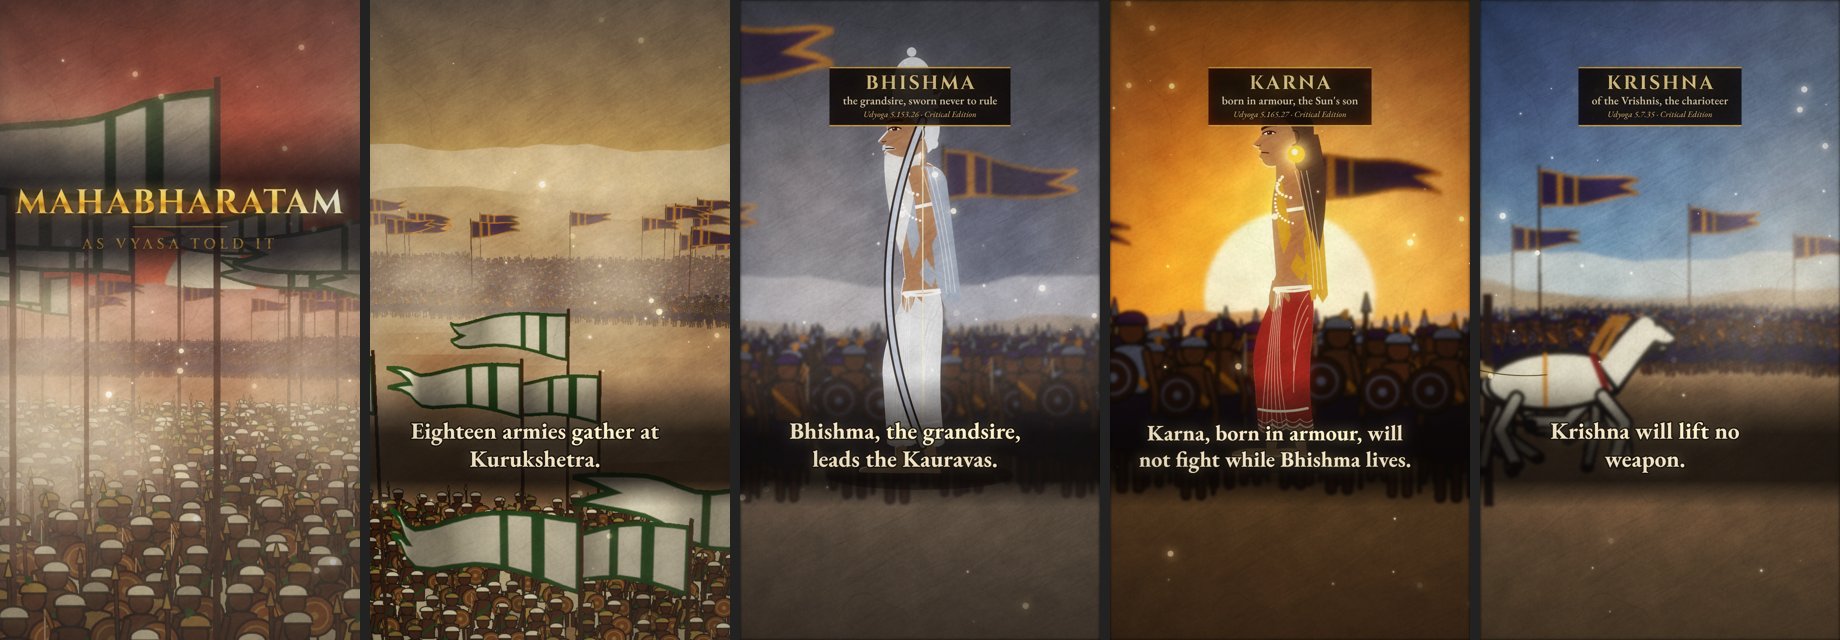 MAHABHARATAM
AS VYASA TOLD IT
Eighteen armies gather at
Kurukshetra.
BHISHMA
the grandsire, sworn never to rule
Udyoga 5.153.26 · Critical Edition
Bhishma, the grandsire,
leads the Kauravas.
KARNA
born in armour, the Sun's son
Udyoga 5.165.27 · Critical Edition
Karna, born in armour, will
not fight while Bhishma lives.
KRISHNA
of the Vrishnis, the charioteer
Udyoga 5.7.35 · Critical Edition
Krishna will lift no
weapon.